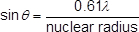 sin θ = 0.61λ / nuclear radius